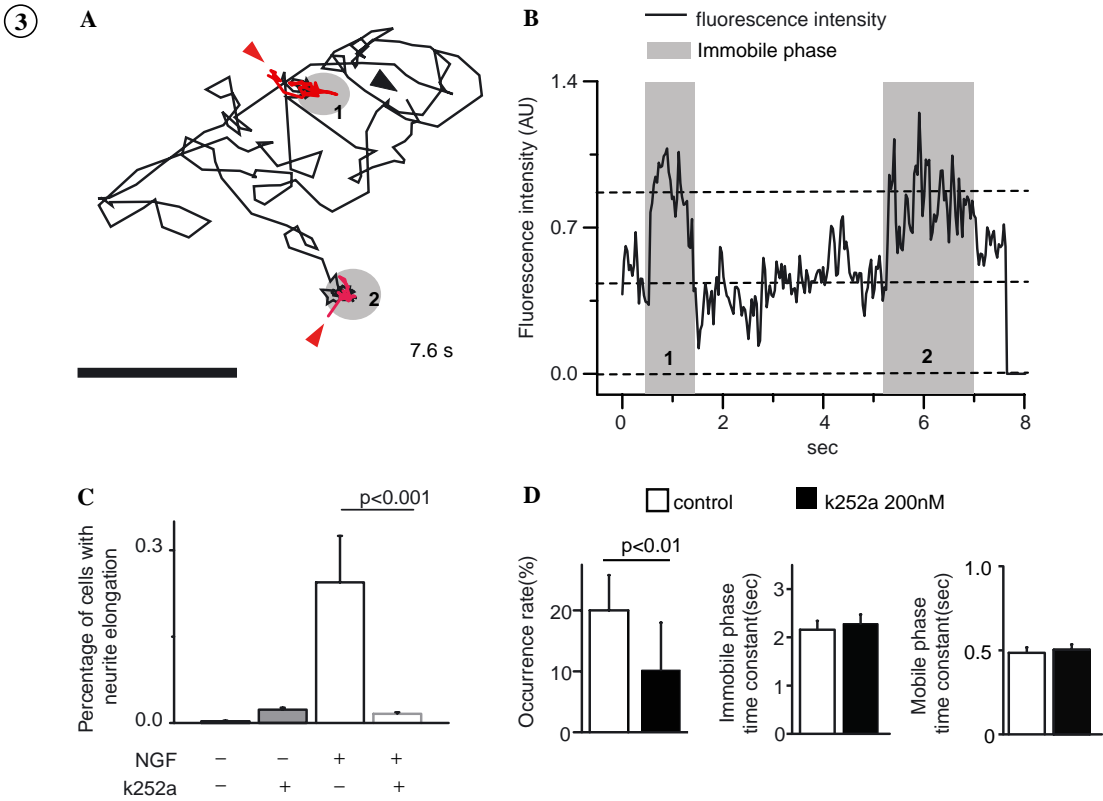 3
A
1
2
7.6 s
B
fluorescence intensity
Immobile phase
Fluorescence intensity (AU)
1.4
0.7
0.0
1
2
0 2 4 6 8
sec
C
p<0.001
Percentage of cells with
neurite elongation
0.3
0.0
NGF − − + +
k252a − + − +
D
control
k252a 200nM
p<0.01
Occurrence rate(%)
20
10
0
Immobile phase
time constant(sec)
3
2
1
0
Mobile phase
time constant(sec)
1.0
0.5
0